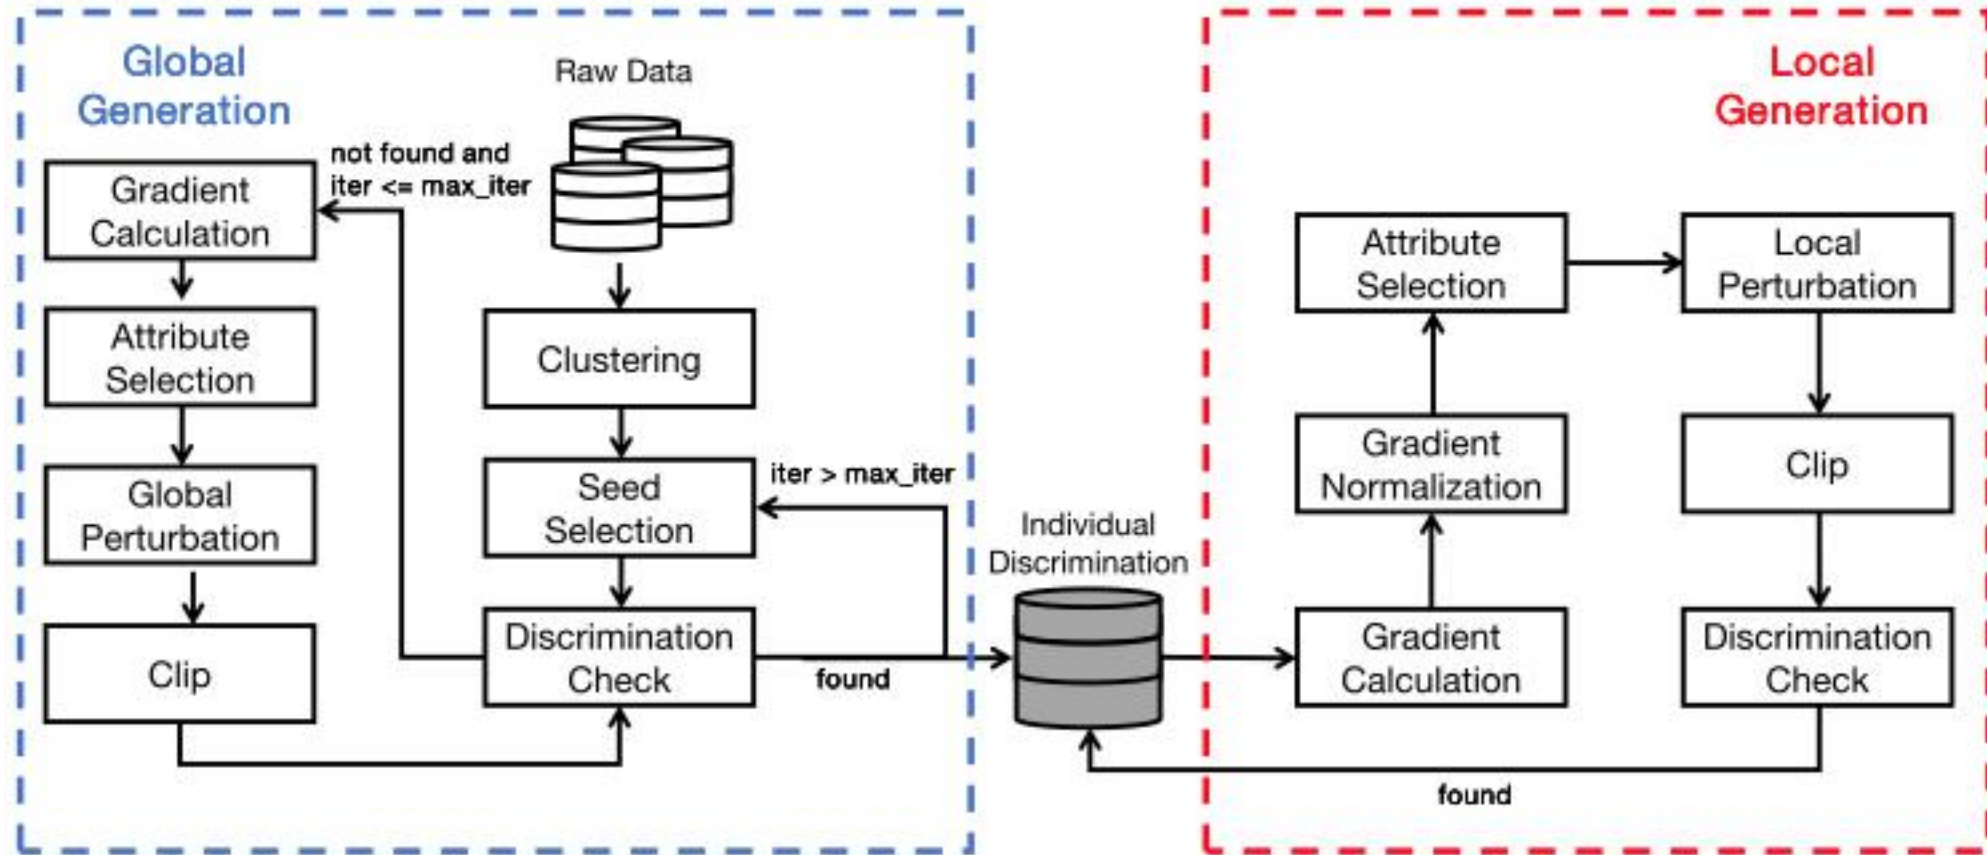 Global
Generation
Raw Data
not found and
iter <= max_iter
Gradient
Calculation
Attribute
Selection
Global
Perturbation
Clip
Clustering
Seed
Selection
iter > max_iter
Discrimination
Check
found
Individual
Discrimination
Local
Generation
Attribute
Selection
Local
Perturbation
Gradient
Normalization
Clip
Gradient
Calculation
Discrimination
Check
found